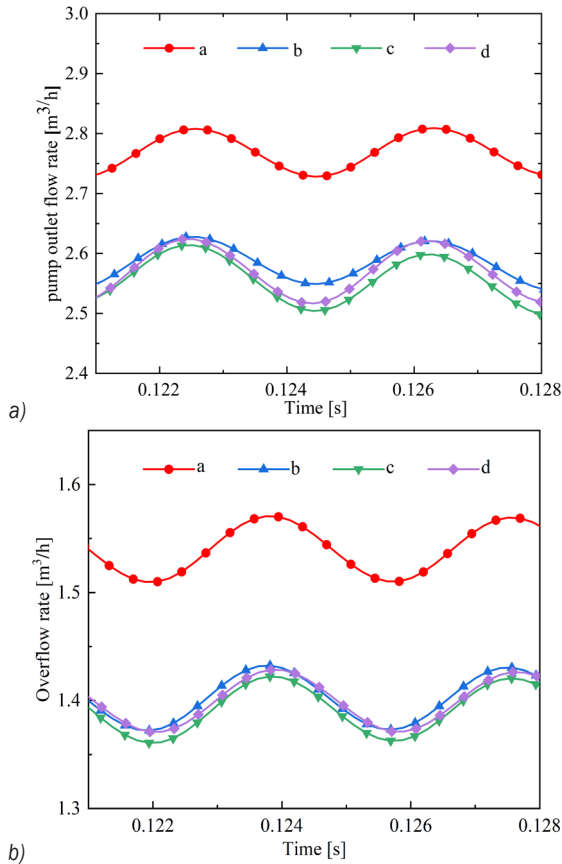 3.0
a b c d
2.9
2.8
2.7
2.6
2.5
2.4
pump outlet flow rate [m³/h]
0.122 0.124 0.126 0.128
Time [s]
a)
a b c d
1.6
1.5
1.4
1.3
Overflow rate [m³/h]
0.122 0.124 0.126 0.128
Time [s]
b)